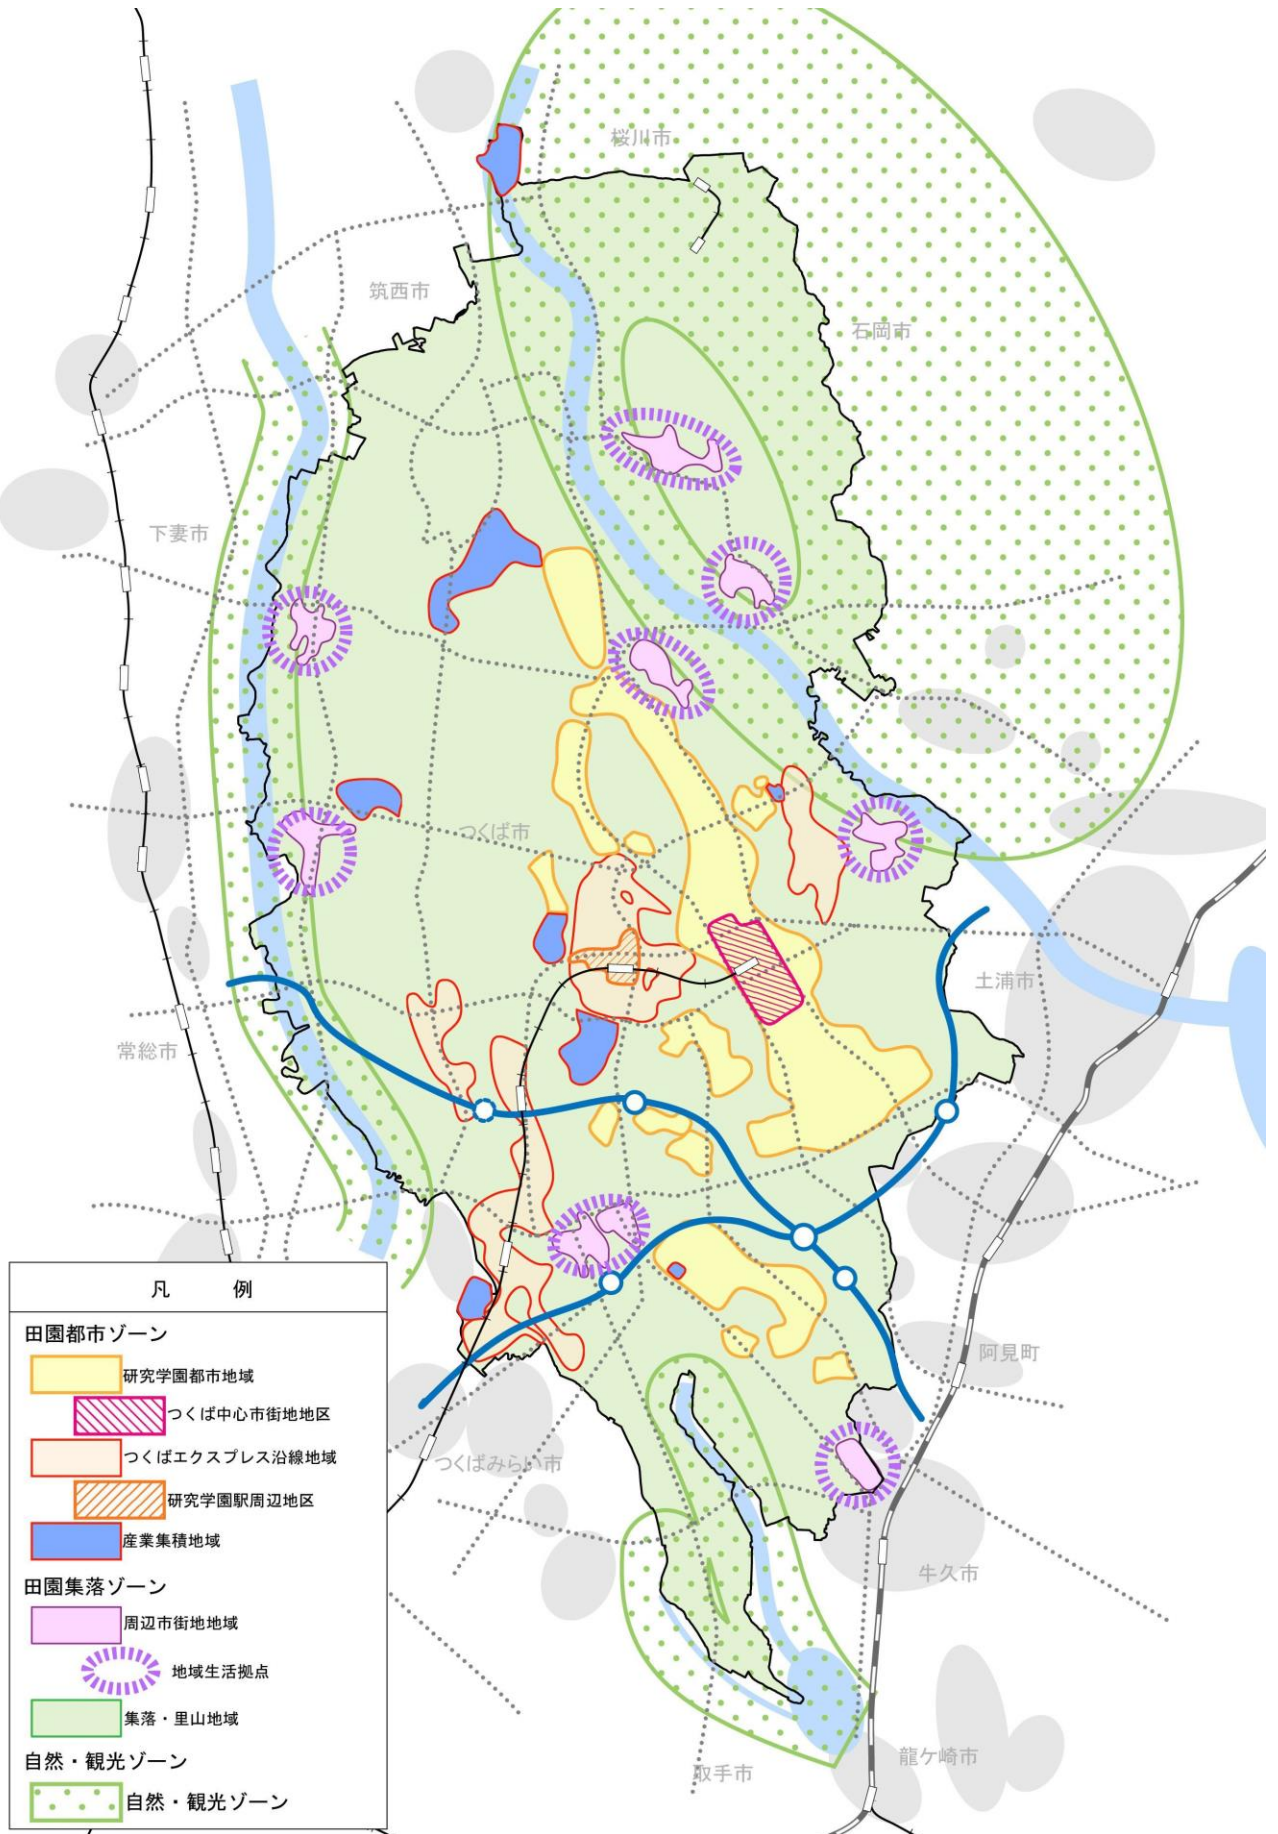 桜川市
筑西市
石岡市
下妻市
つくば市
土浦市
常総市
阿見町
つくばみらい市
牛久市
龍ケ崎市
取手市
凡 例
田園都市ゾーン
研究学園都市地域
つくば中心市街地地区
つくばエクスプレス沿線地域
研究学園駅周辺地区
産業集積地域
田園集落ゾーン
周辺市街地地域
地域生活拠点
集落・里山地域
自然・観光ゾーン
自然・観光ゾーン